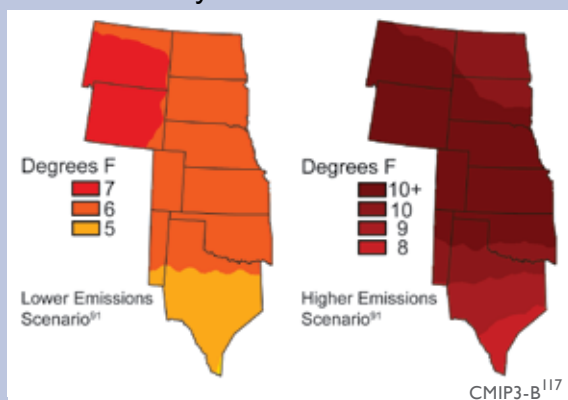 Degrees F
7
6
5
Lower Emissions
Scenario91
Degrees F
10+
10
9
8
Higher Emissions
Scenario91
CMIP3-B117